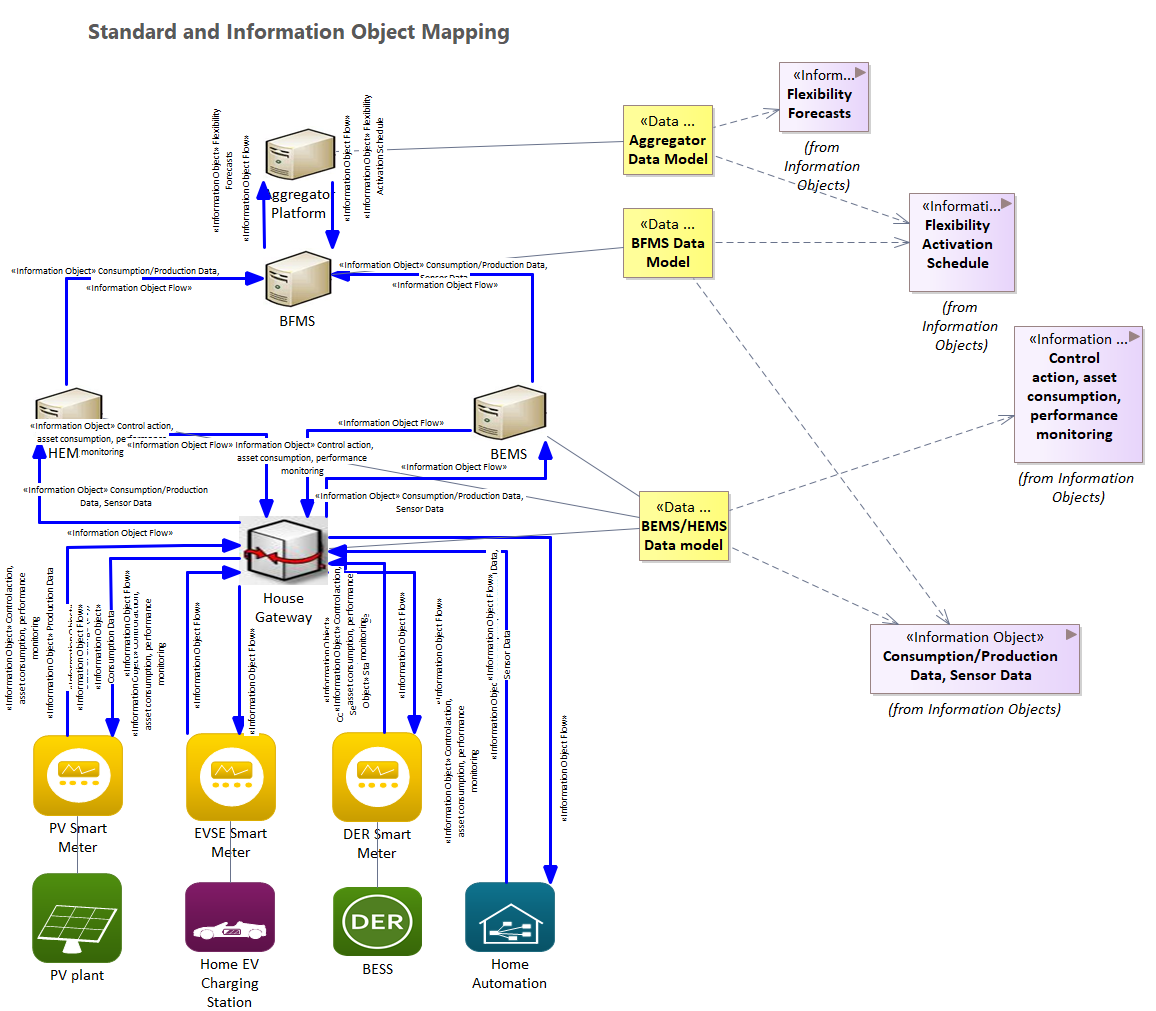 Standard and Information Object Mapping
«Inform...
Flexibility
Forecasts
(from
Information
Objects)
«Data ...
Aggregator
Data Model
«Informati...
Flexibility
Activation
Schedule
(from
Information
Objects)
«Data ...
BFMS Data
Model
«Information ...
Control
action, asset
consumption,
performance
monitoring
(from Information
Objects)
«Data ...
BEMS/HEMS
Data model
«Information Object»
Consumption/Production
Data, Sensor Data
(from Information Objects)
«Information Object» Flexibility
Forecasts
«Information Object Flow»
«Information Object Flow»
«Information Object» Flexibility
Activation Schedule
Aggregator
Platform
«Information Object» Consumption/Production Data,
«Information Object Flow»
«Information Object» Consumption/Production Data,
Sensor Data
«Information Object Flow»
BFMS
«Information Object» Control action,
asset consumption, performance
monitoring
HEM
«Information Object Flow»
Information Object» Control action,
asset consumption, performance
monitoring
«Information Object Flow»
BEMS
«Information Object Flow»
«Information Object» Consumption/Production
Data, Sensor Data
«Information Object» Consumption/Production Data,
Sensor Data
«Information Object Flow»
House
Gateway
«Information Object» Control action,
asset consumption, performance
monitoring
«Information Object» Production Data
«Information Object Flow»
«Information Object»
Consumption Data
«Information Object Flow»
«Information Object» Control action,
asset consumption, performance
monitoring
«Information Object Flow»
«Information Object Flow»
«Information Object»
«Information Object» Control action,
asset consumption, performance
monitoring
«Information Object Flow»
«Information Object Flow»
«Information Object» Control action,
asset consumption, performance
monitoring
«Information Object Flow»
Data,
Sensor Data
«Information Object Flow»
PV Smart
Meter
EVSE Smart
Meter
DER Smart
Meter
PV plant
Home EV
Charging
Station
DER
BESS
Home
Automation